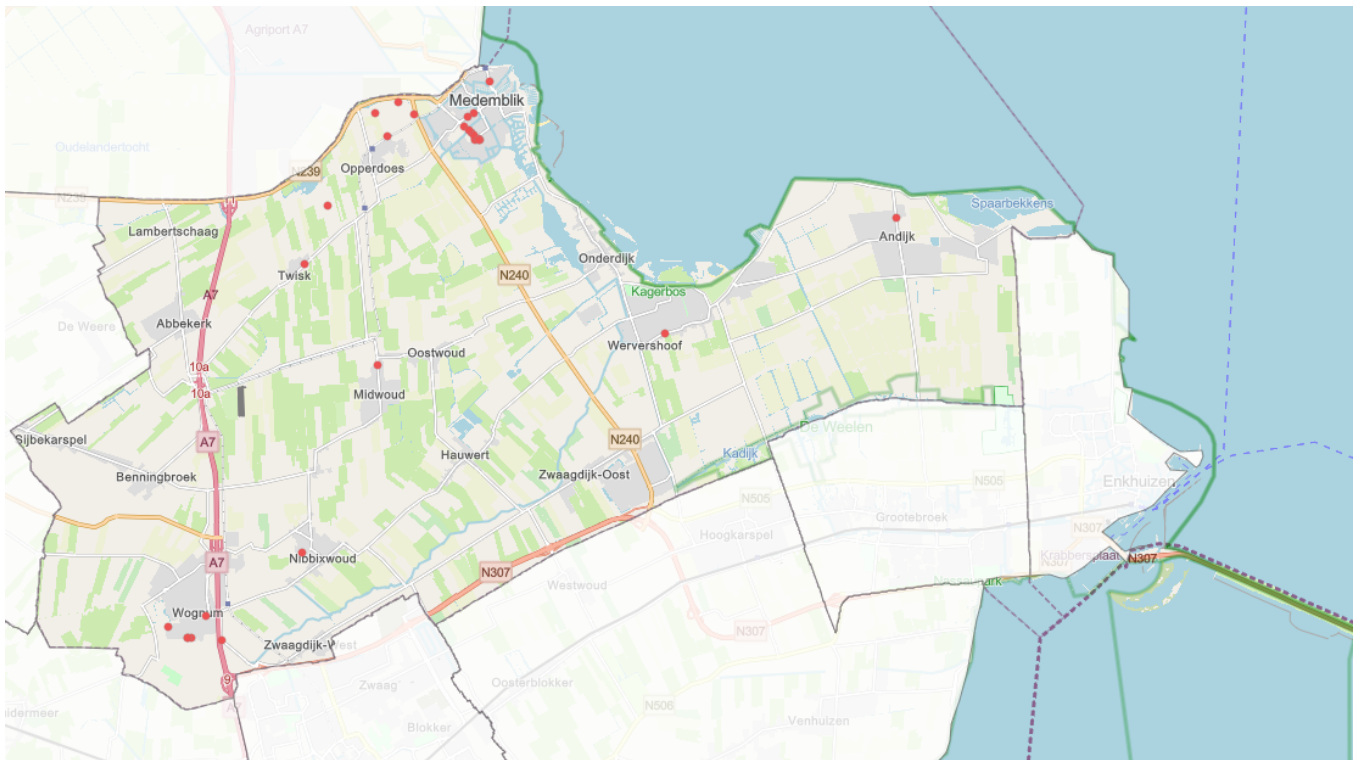 Agriport A7
Medemblik
Oudelandertocht
N239
Opperdoes
N239
Spaarbekkens
Lambertschaag
Andijk
Onderdijk
Twisk
N240
A7
Kagerbos
De Weere
Abbekerk
Wervershoof
Oostwoud
10a
10a
Midwoud
De Weelen
Sijbekarspel
A7
N240
Hauwert
Kadijk
Benningbroek
Zwaagdijk-Oost
N505
N505
Enkhuizen
Grootebroek
N307
Hoogkarspel
Nibbixwoud
A7
Krabbersplaat
N307
N307
Westwoud
Wognum
N307
Zwaagdijk-West
9
Zwaag
Oosterblokker
A7
N506
Venhuizen
Blokker